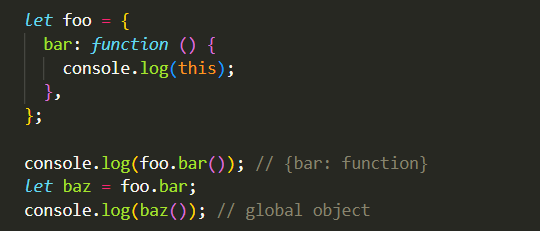 let foo = {
  bar: function () {
    console.log(this);
  },
};

console.log(foo.bar()); // {bar: function}
let baz = foo.bar;
console.log(baz()); // global object